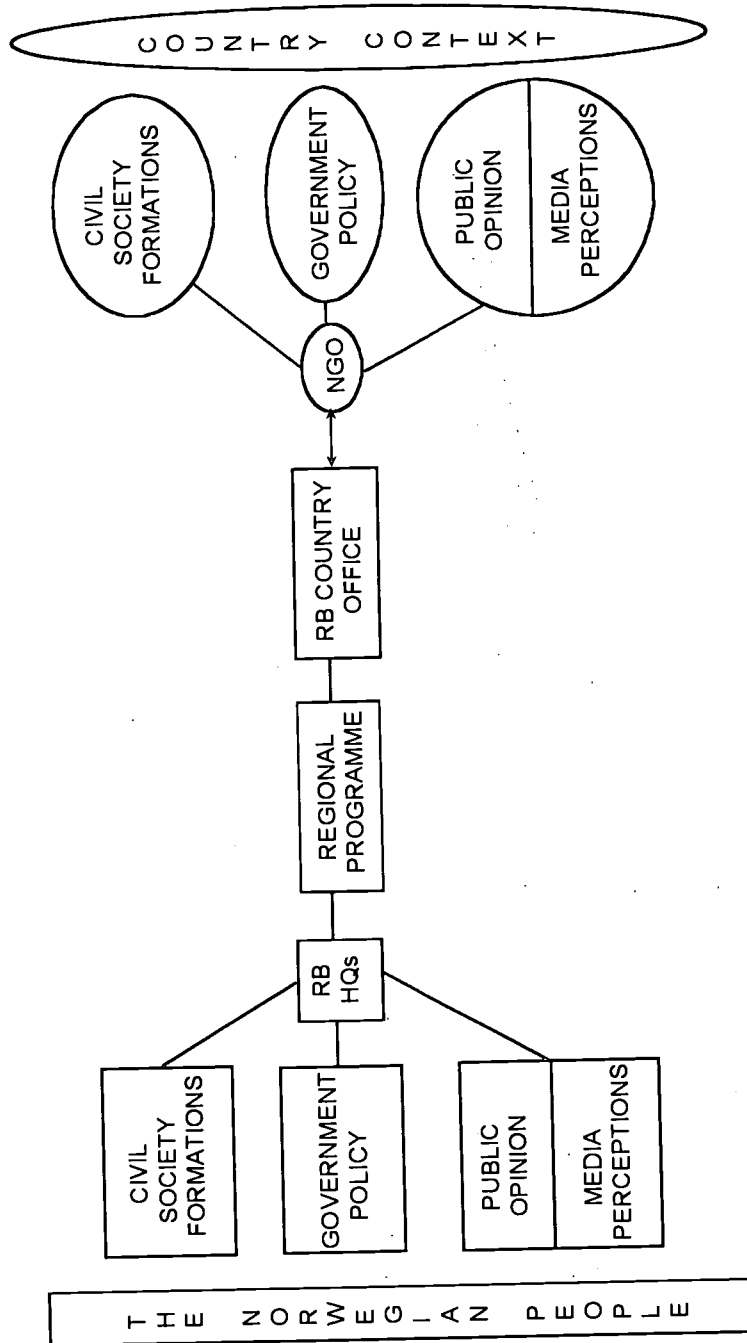 THE NORWEGIAN PEOPLE
CIVIL
SOCIETY
FORMATIONS
GOVERNMENT
POLICY
PUBLIC
OPINION
MEDIA
PERCEPTIONS
RB
HQs
REGIONAL
PROGRAMME
RB COUNTRY
OFFICE
NGO
CIVIL
SOCIETY
FORMATIONS
GOVERNMENT
POLICY
PUBLIC
OPINION
MEDIA
PERCEPTIONS
COUNTRY CONTEXT